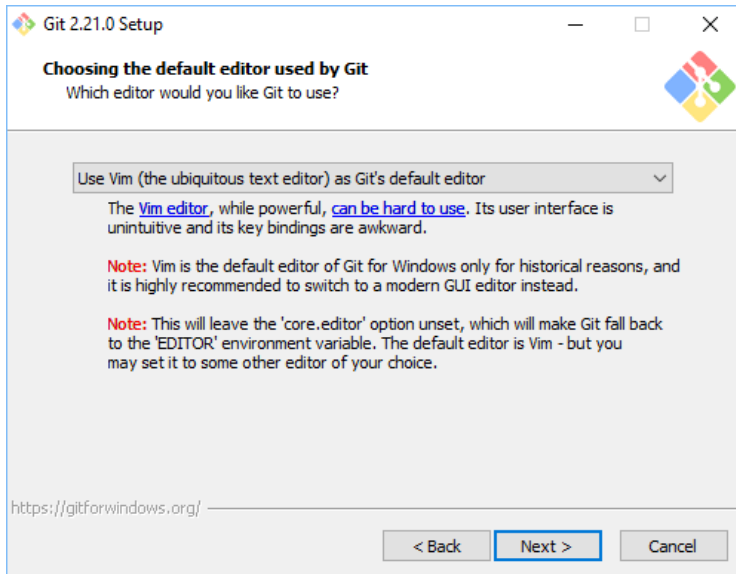 Git 2.21.0 Setup
Choosing the default editor used by Git
Which editor would you like Git to use?
Use Vim (the ubiquitous text editor) as Git's default editor
The Vim editor, while powerful, can be hard to use. Its user interface is
unintuitive and its key bindings are awkward.
Note: Vim is the default editor of Git for Windows only for historical reasons, and
it is highly recommended to switch to a modern GUI editor instead.
Note: This will leave the 'core.editor' option unset, which will make Git fall back
to the 'EDITOR' environment variable. The default editor is Vim - but you
may set it to some other editor of your choice.
https://gitforwindows.org/
< Back Next > Cancel